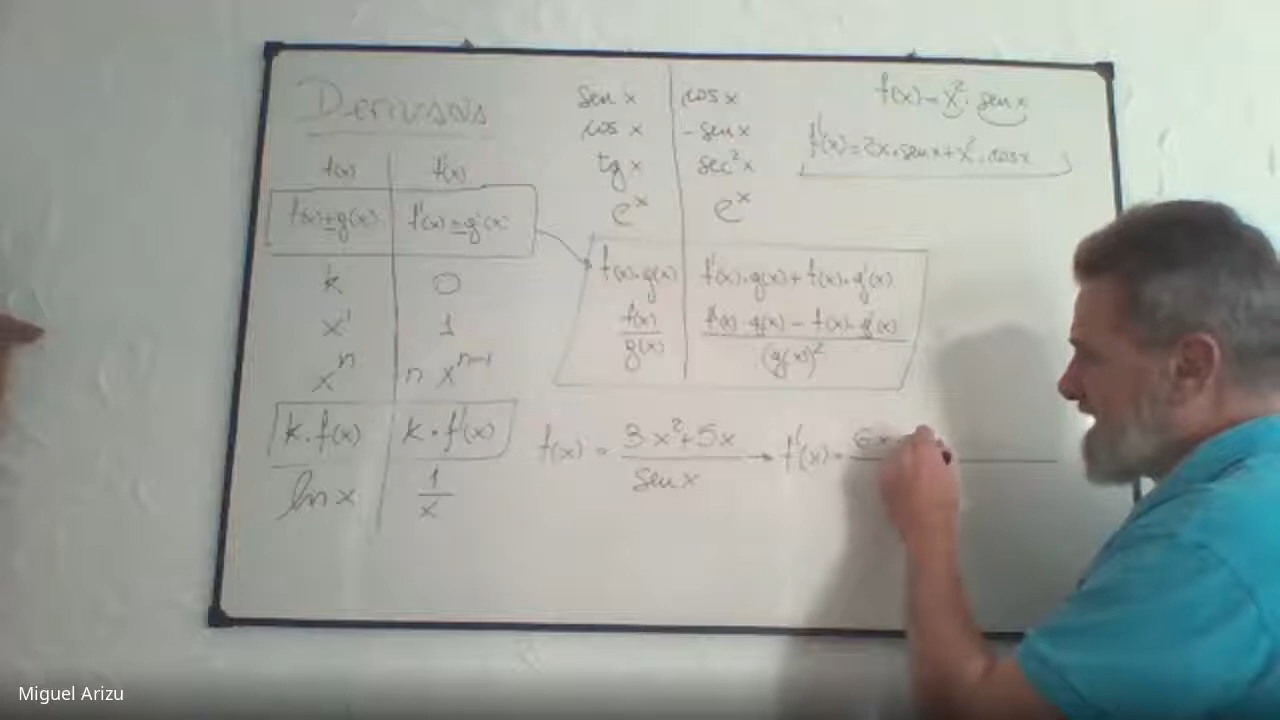 DERIVADAS
f(x) f'(x)
f(x)±g(x) f'(x)±g'(x)
k 0
x¹ 1
xⁿ n xⁿ⁻¹
k·f(x) k·f'(x)
ln x 1/x
sen x cos x
cos x -sen x
tg x sec²x
eˣ eˣ
f(x)·g(x) f'(x)·g(x)+f(x)·g'(x)
f(x)/g(x) (f'(x)·g(x) - f(x)·g'(x))/(g(x))²
f(x)= x²·sen x
f'(x)=2x·sen x+x²·cos x
f(x) = (3x²+5x)/sen x → f'(x)= 6x
Miguel Arizu